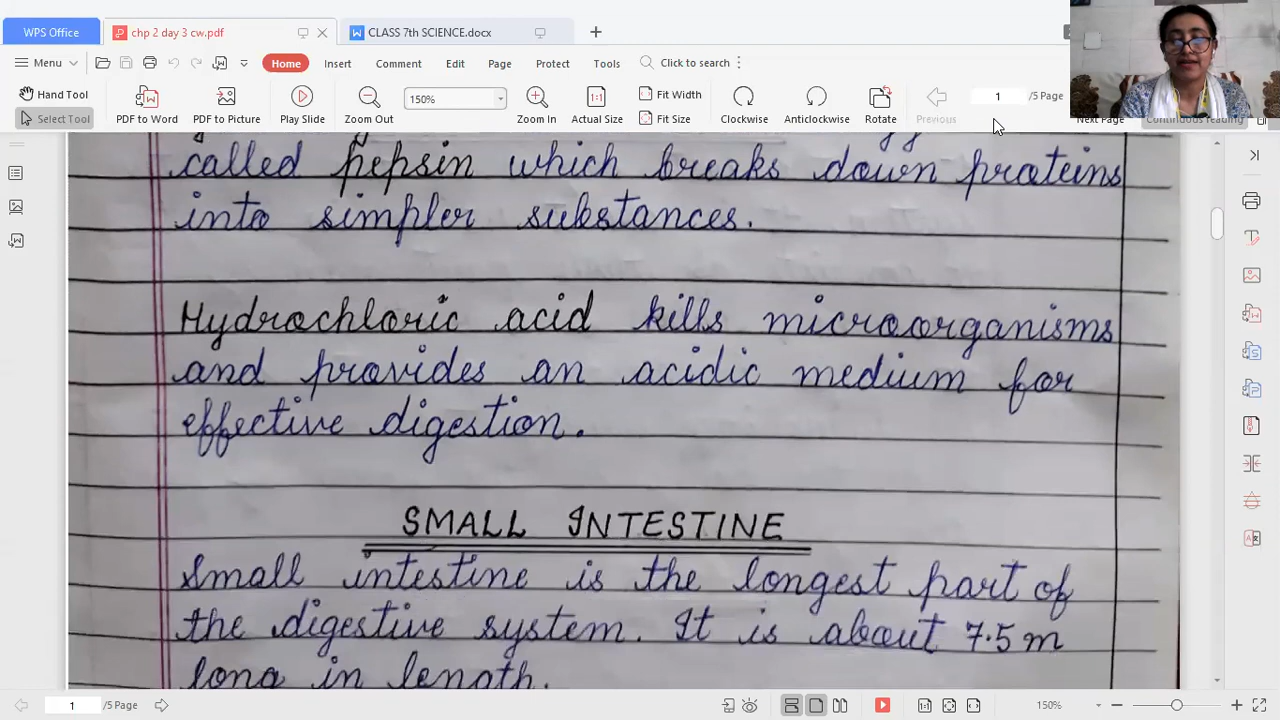 WPS Office
chp 2 day 3 cw.pdf
CLASS 7th SCIENCE.docx
Menu
Home
Insert
Comment
Edit
Page
Protect
Tools
Click to search
Hand Tool
Select Tool
PDF to Word
PDF to Picture
Play Slide
Zoom Out
150%
Zoom In
Actual Size
Fit Width
Fit Size
Clockwise
Anticlockwise
Rotate
Previous
1
/5 Page
Next Page
Continuous reading
called pepsin which breaks down proteins
into simpler substances.
Hydrochloric acid kills microorganisms
and provides an acidic medium for
effective digestion.
SMALL INTESTINE
Small intestine is the longest part of
the digestive system. It is about 7.5 m
long in length.
1
/5 Page
150%